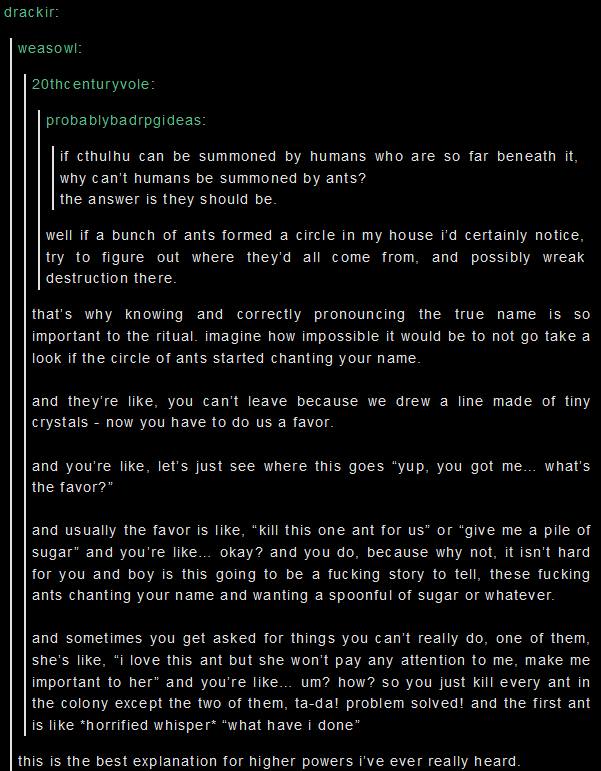 drackir:
weasowl:
20thcenturyvole:
probablybadrpgideas:
if cthulhu can be summoned by humans who are so far beneath it,
why can't humans be summoned by ants?
the answer is they should be.
well if a bunch of ants formed a circle in my house i'd certainly notice,
try to figure out where they'd all come from, and possibly wreak
destruction there.
that's why knowing and correctly pronouncing the true name is so
important to the ritual. imagine how impossible it would be to not go take a
look if the circle of ants started chanting your name.
and they're like, you can't leave because we drew a line made of tiny
crystals - now you have to do us a favor.
and you're like, let's just see where this goes “yup, you got me... what's
the favor?”
and usually the favor is like, “kill this one ant for us” or “give me a pile of
sugar” and you're like... okay? and you do, because why not, it isn't hard
for you and boy is this going to be a fucking story to tell, these fucking
ants chanting your name and wanting a spoonful of sugar or whatever.
and sometimes you get asked for things you can't really do, one of them,
she's like, “i love this ant but she won't pay any attention to me, make me
important to her” and you're like... um? how? so you just kill every ant in
the colony except the two of them, ta-da! problem solved! and the first ant
is like *horrified whisper* “what have i done”
this is the best explanation for higher powers i've ever really heard.